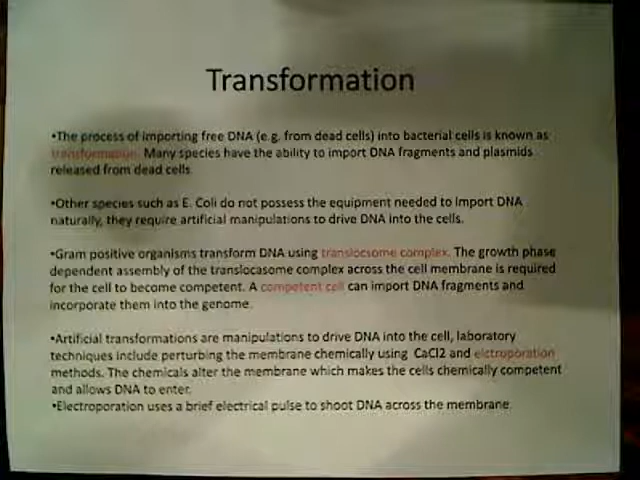 Transformation
•The process of importing free DNA (e.g. from dead cells) into bacterial cells is known as
transformation. Many species have the ability to import DNA fragments and plasmids
released from dead cells.
•Other species such as E. Coli do not possess the equipment needed to import DNA
naturally, they require artificial manipulations to drive DNA into the cells.
•Gram positive organisms transform DNA using translocsome complex. The growth phase
dependent assembly of the translocasome complex across the cell membrane is required
for the cell to become competent. A competent cell can import DNA fragments and
incorporate them into the genome.
•Artificial transformations are manipulations to drive DNA into the cell, laboratory
techniques include perturbing the membrane chemically using CaCl2 and elctroporation
methods. The chemicals alter the membrane which makes the cells chemically competent
and allows DNA to enter.
•Electroporation uses a brief electrical pulse to shoot DNA across the membrane.